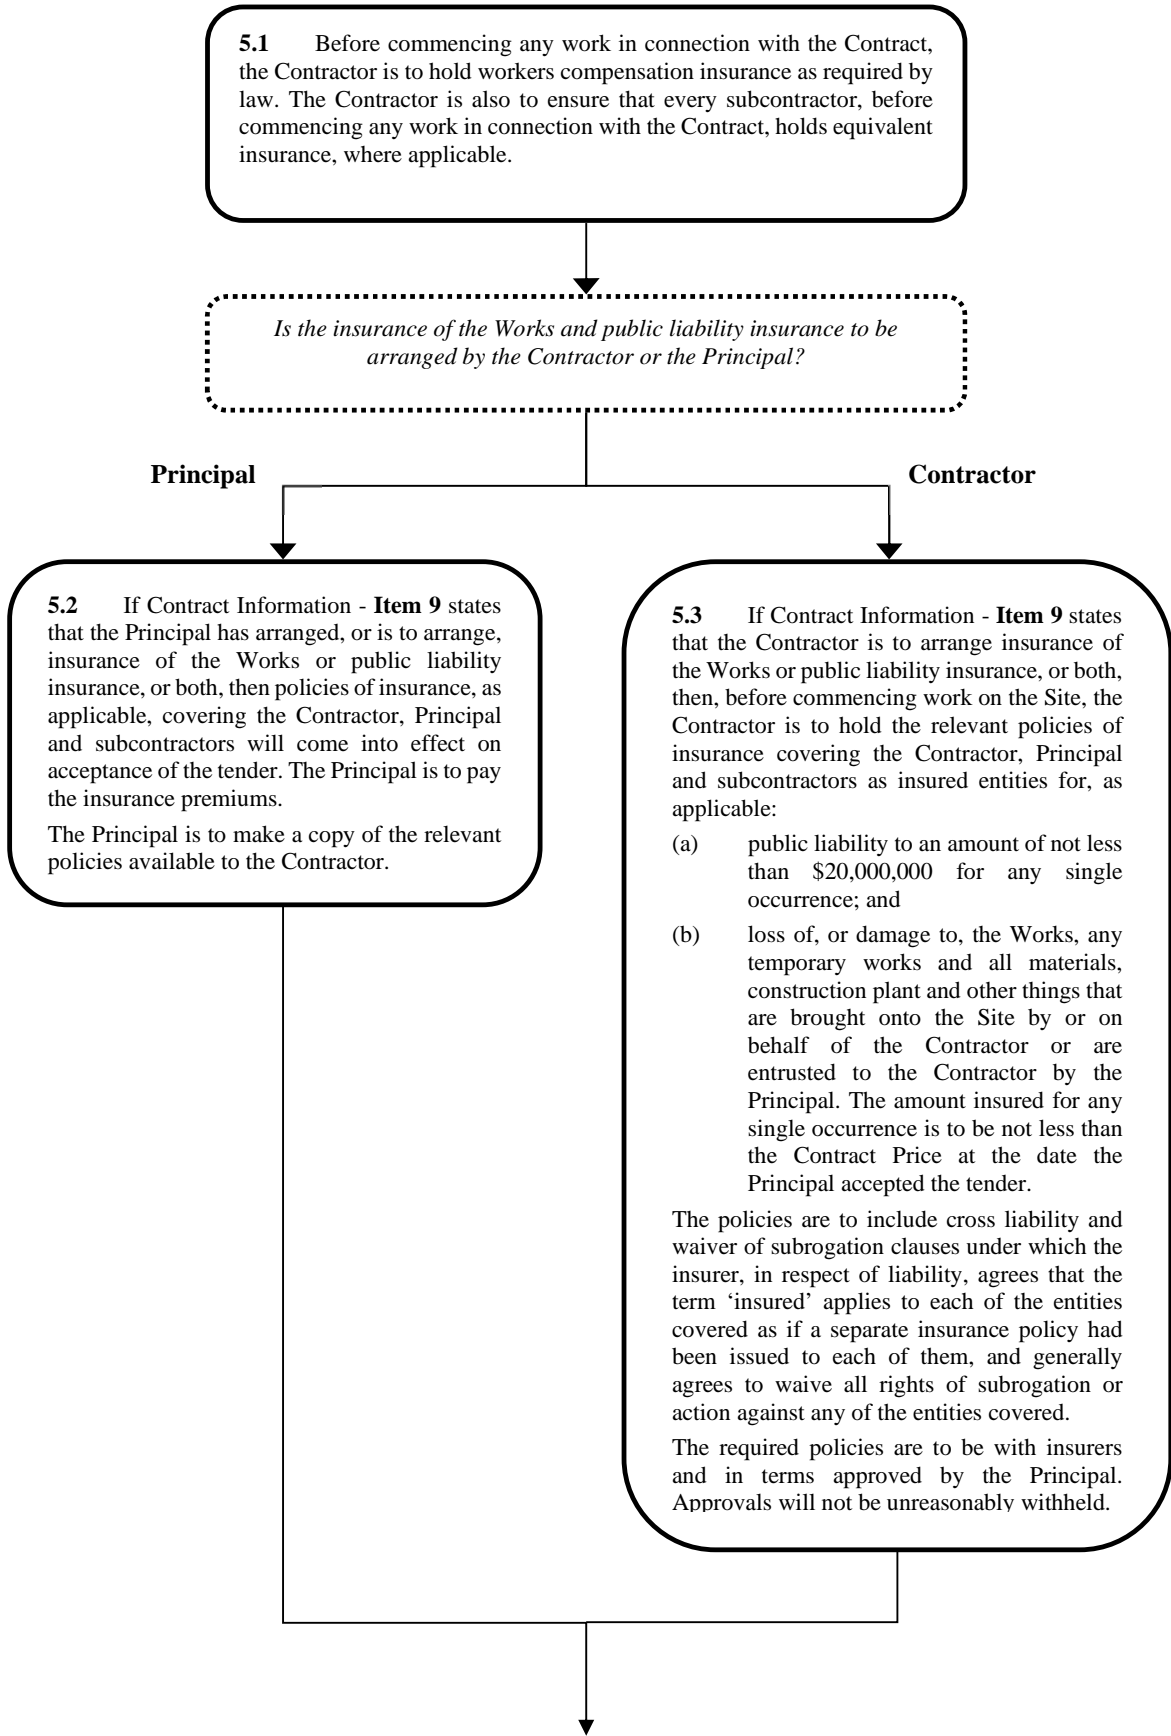 5.1 Before commencing any work in connection with the Contract,
the Contractor is to hold workers compensation insurance as required by
law. The Contractor is also to ensure that every subcontractor, before
commencing any work in connection with the Contract, holds equivalent
insurance, where applicable.
Is the insurance of the Works and public liability insurance to be
arranged by the Contractor or the Principal?
Principal
Contractor
5.2 If Contract Information - Item 9 states
that the Principal has arranged, or is to arrange,
insurance of the Works or public liability
insurance, or both, then policies of insurance, as
applicable, covering the Contractor, Principal
and subcontractors will come into effect on
acceptance of the tender. The Principal is to pay
the insurance premiums.
The Principal is to make a copy of the relevant
policies available to the Contractor.
5.3 If Contract Information - Item 9 states
that the Contractor is to arrange insurance of
the Works or public liability insurance, or both,
then, before commencing work on the Site, the
Contractor is to hold the relevant policies of
insurance covering the Contractor, Principal
and subcontractors as insured entities for, as
applicable:
(a) public liability to an amount of not less
than $20,000,000 for any single
occurrence; and
(b) loss of, or damage to, the Works, any
temporary works and all materials,
construction plant and other things that
are brought onto the Site by or on
behalf of the Contractor or are
entrusted to the Contractor by the
Principal. The amount insured for any
single occurrence is to be not less than
the Contract Price at the date the
Principal accepted the tender.
The policies are to include cross liability and
waiver of subrogation clauses under which the
insurer, in respect of liability, agrees that the
term ‘insured’ applies to each of the entities
covered as if a separate insurance policy had
been issued to each of them, and generally
agrees to waive all rights of subrogation or
action against any of the entities covered.
The required policies are to be with insurers
and in terms approved by the Principal.
Approvals will not be unreasonably withheld.